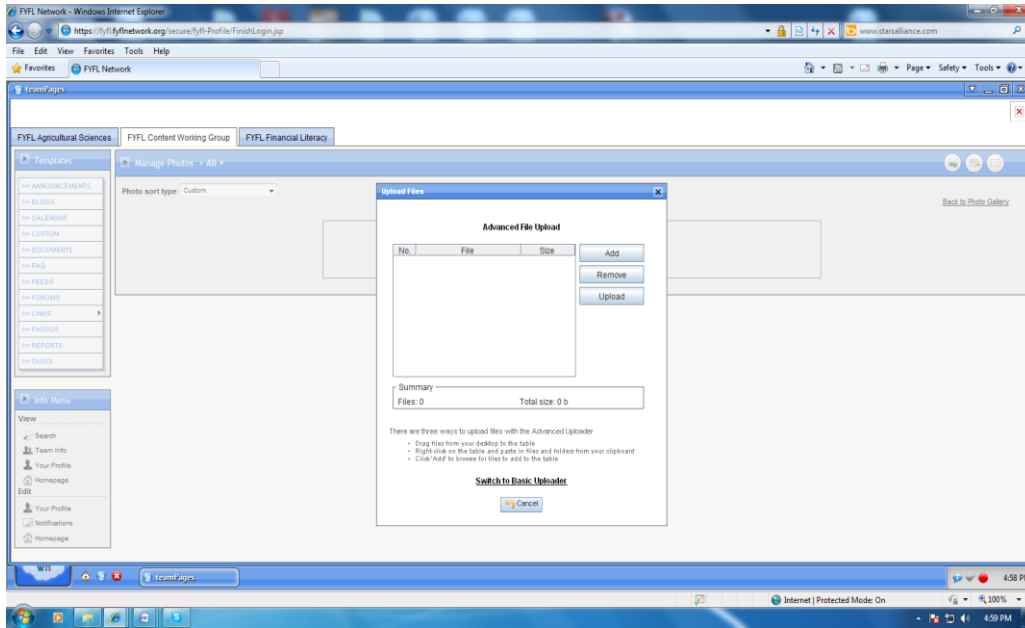 FYFL Network - Windows Internet Explorer
https://fyfl.fyflnetwork.org/secure/fyfl-Profile/FinishLogin.jsp
www.starsalliance.com
File Edit View Favorites Tools Help
Favorites FYFL Network
Page Safety Tools
teamPages
FYFL Agricultural Sciences FYFL Content Working Group FYFL Financial Literacy
Templates
Manage Photos > All
>> ANNOUNCEMENTS
>> BLOGS
>> CALENDAR
>> CUSTOM
>> DOCUMENTS
>> FAQ
>> FEEDS
>> FORUMS
>> LINKS
>> PHOTOS
>> REPORTS
>> TASKS
Photo sort type: Custom
Back to Photo Gallery
Info Menu
View
Search
Team Info
Your Profile
Homepage
Edit
Your Profile
Notifications
Homepage
Upload Files
Advanced File Upload
No. File Size
Add
Remove
Upload
Summary
Files: 0 Total size: 0 b
There are three ways to upload files with the Advanced Uploader
• Drag files from your desktop to the table
• Right-click on the table and paste in files and folders from your clipboard
• Click 'Add' to browse for files to add to the table
Switch to Basic Uploader
Cancel
teamPages
4:58 P
Internet | Protected Mode: On
100%
4:59 PM